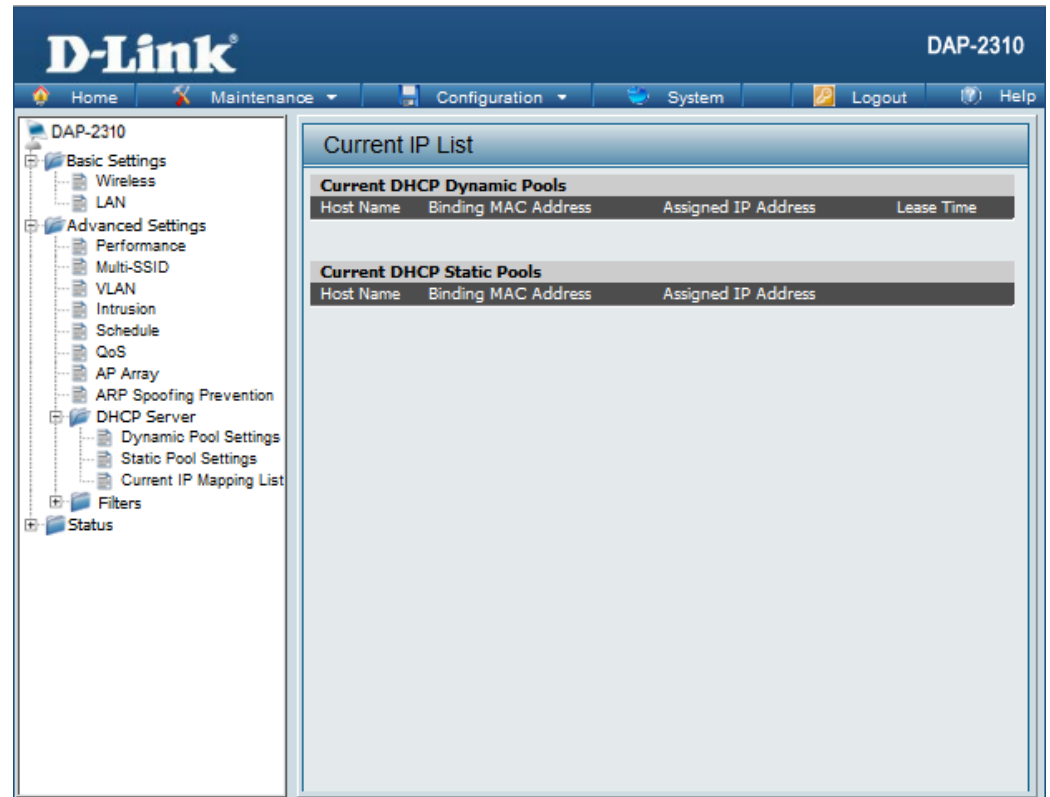 D-Link®
DAP-2310
Home Maintenance Configuration System Logout Help
DAP-2310
Basic Settings
Wireless
LAN
Advanced Settings
Performance
Multi-SSID
VLAN
Intrusion
Schedule
QoS
AP Array
ARP Spoofing Prevention
DHCP Server
Dynamic Pool Settings
Static Pool Settings
Current IP Mapping List
Filters
Status
Current IP List
Current DHCP Dynamic Pools
Host Name Binding MAC Address Assigned IP Address Lease Time
Current DHCP Static Pools
Host Name Binding MAC Address Assigned IP Address